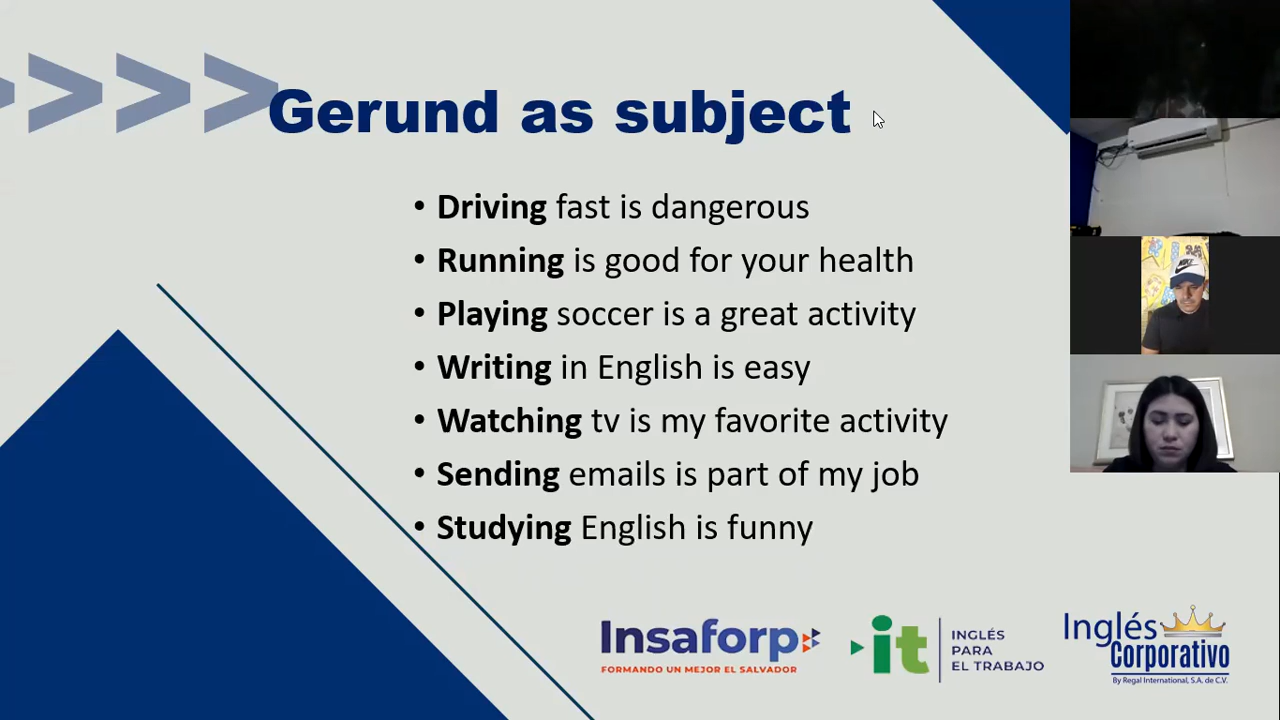 Gerund as subject
• Driving fast is dangerous
• Running is good for your health
• Playing soccer is a great activity
• Writing in English is easy
• Watching tv is my favorite activity
• Sending emails is part of my job
• Studying English is funny
Insaforp
FORMANDO UN MEJOR EL SALVADOR
it
INGLÉS
PARA
EL TRABAJO
Inglés
Corporativo
By Regal International, S.A. de C.V.
NIKE